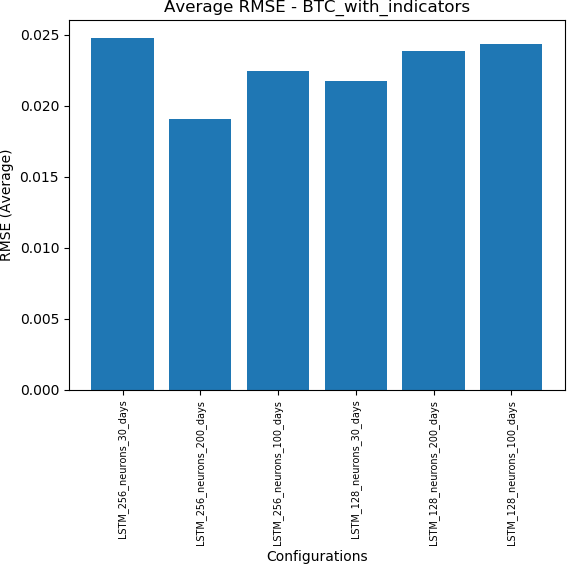 Average RMSE - BTC_with_indicators
RMSE (Average)
0.025
0.020
0.015
0.010
0.005
0.000
LSTM_256_neurons_30_days
LSTM_256_neurons_200_days
LSTM_256_neurons_100_days
LSTM_128_neurons_30_days
LSTM_128_neurons_200_days
LSTM_128_neurons_100_days
Configurations